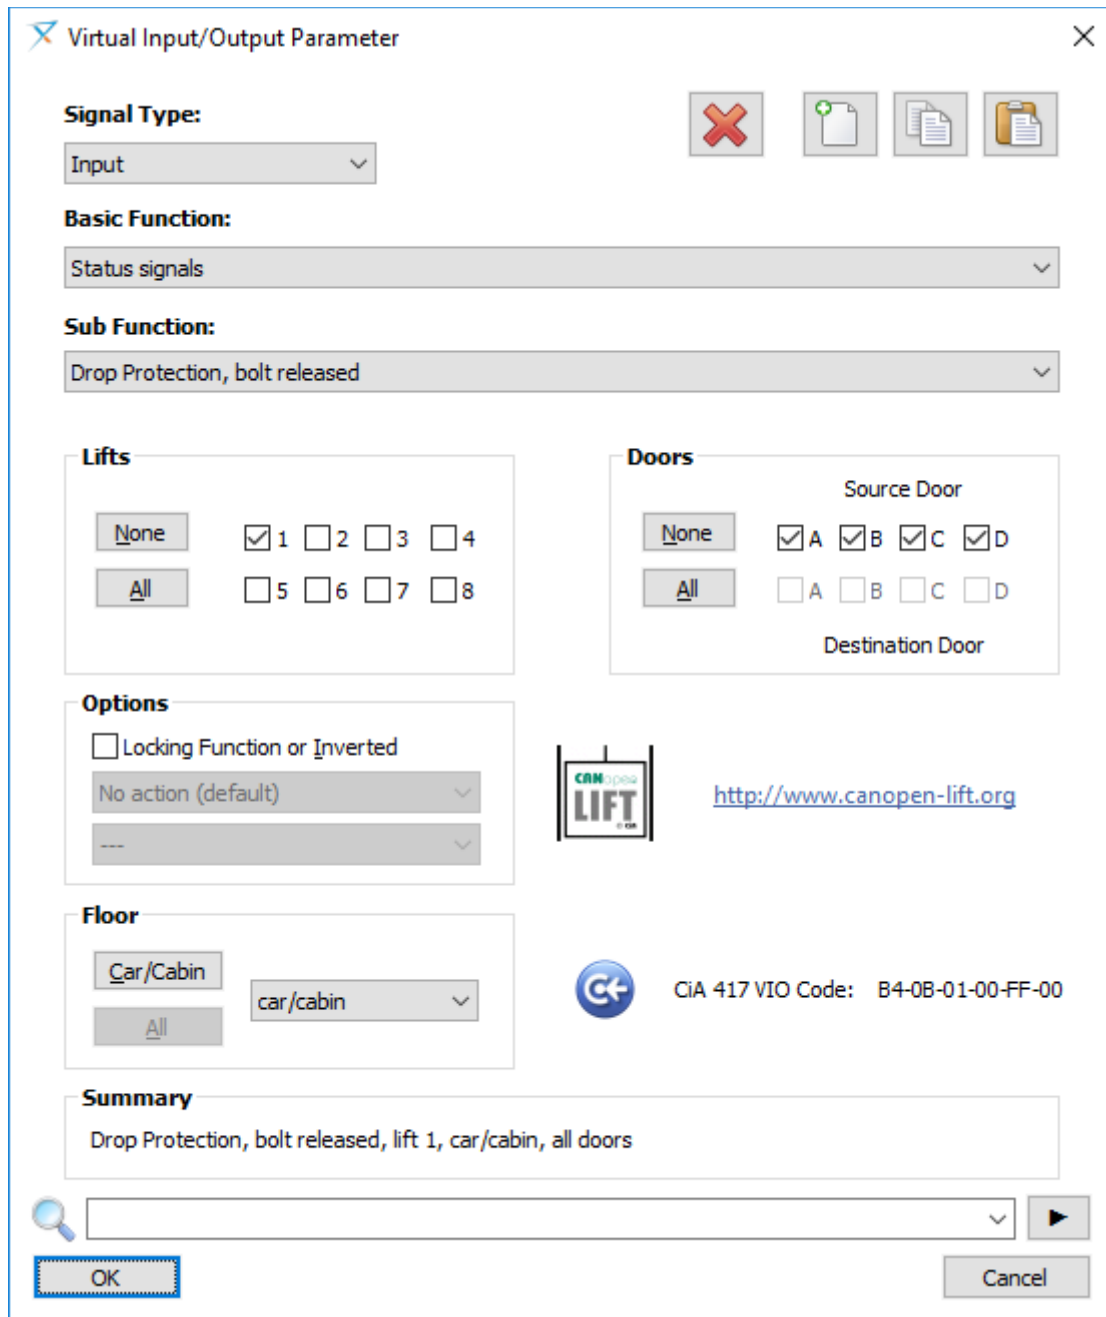 Virtual Input/Output Parameter
Signal Type:
Input
Basic Function:
Status signals
Sub Function:
Drop Protection, bolt released
Lifts
None
1 2 3 4
All
5 6 7 8
Doors
Source Door
None
A B C D
All
A B C D
Destination Door
Options
Locking Function or Inverted
No action (default)
---
CANopen
LIFT
© CiA
http://www.canopen-lift.org
Floor
Car/Cabin
All
car/cabin
CiA 417 VIO Code: B4-0B-01-00-FF-00
Summary
Drop Protection, bolt released, lift 1, car/cabin, all doors
OK
Cancel